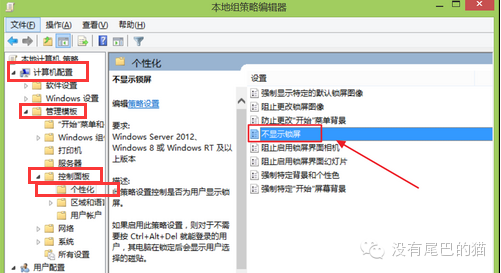 本地组策略编辑器
文件(F) 操作(A) 查看(V) 帮助(H)
本地计算机 策略
计算机配置
软件设置
Windows 设置
管理模板
“开始”菜单和
Windows 组
打印机
服务器
控制面板
个性化
区域和语
用户帐户
网络
系统
所有设置
用户配置
个性化
不显示锁屏
编辑策略设置
要求:
Windows Server 2012、
Windows 8 或 Windows RT 及以
上版本
描述:
此策略设置控制是否为用户显示锁
屏。
如果启用此策略设置，则对于不需
要按 Ctrl+Alt+Del 就能登录的用
户，其电脑在锁定后会显示用户选
择的磁贴。
设置
强制显示特定的默认锁屏图像
阻止更改锁屏图像
防止更改“开始”菜单背景
不显示锁屏
阻止启用锁屏界面相机
阻止启用锁屏界面幻灯片
强制特定背景和个性色
强制特定“开始”屏幕背景
没有尾巴的猫